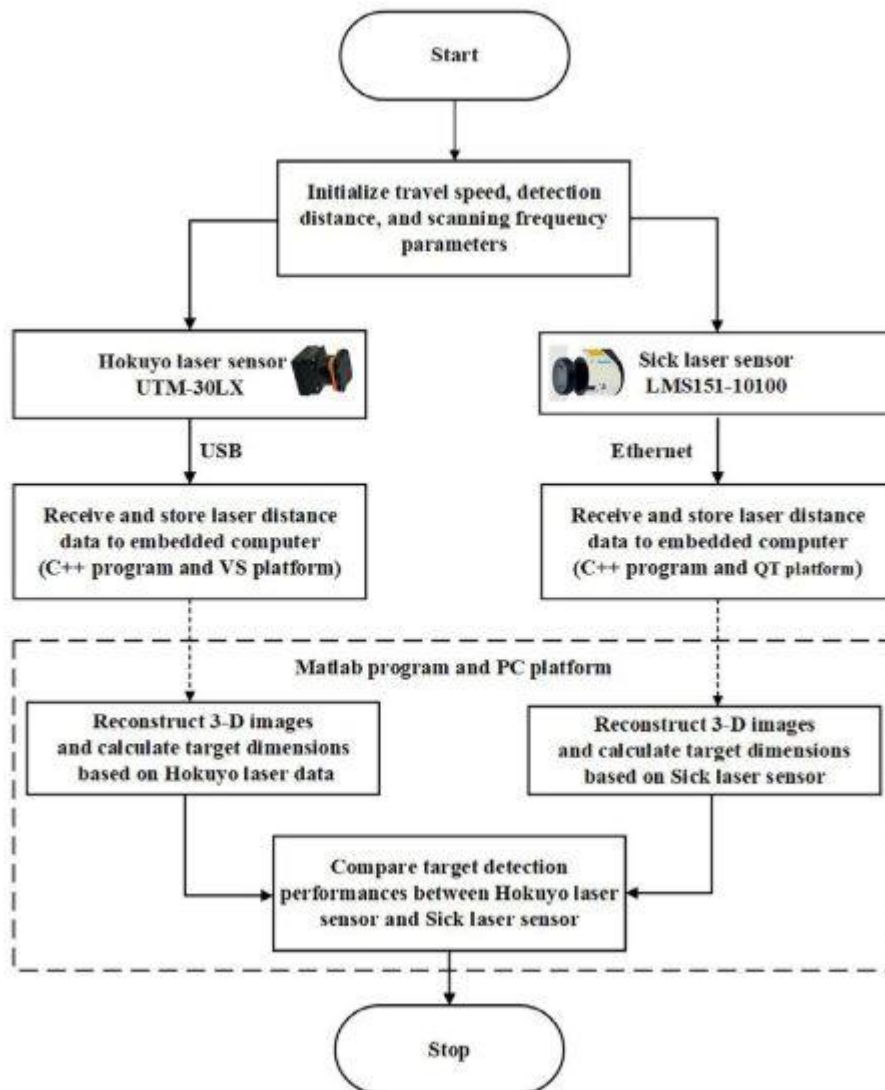 Start
Initialize travel speed, detection
distance, and scanning frequency
parameters
Hokuyo laser sensor
UTM-30LX
Sick laser sensor
LMS151-10100
USB
Ethernet
Receive and store laser distance
data to embedded computer
(C++ program and VS platform)
Receive and store laser distance
data to embedded computer
(C++ program and QT platform)
Matlab program and PC platform
Reconstruct 3-D images
and calculate target dimensions
based on Hokuyo laser data
Reconstruct 3-D images
and calculate target dimensions
based on Sick laser sensor
Compare target detection
performances between Hokuyo laser
sensor and Sick laser sensor
Stop